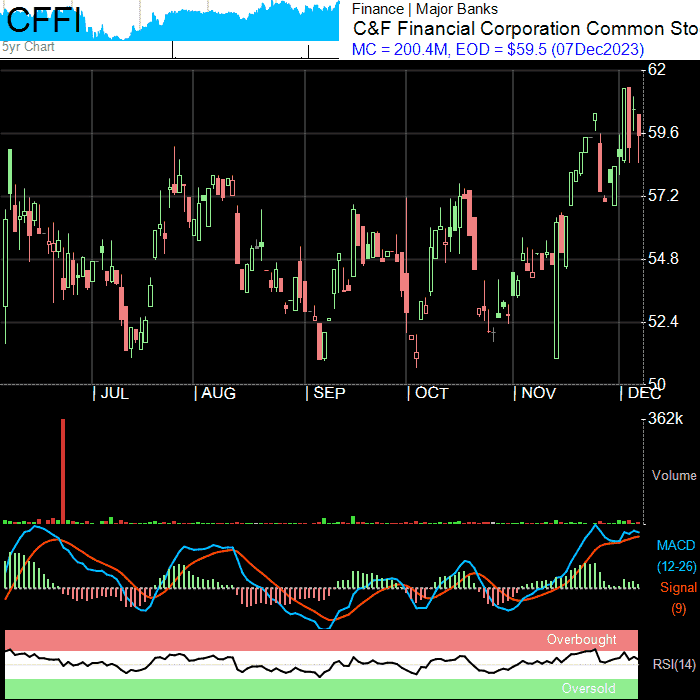 CFFI
5yr Chart
Finance | Major Banks
C&F Financial Corporation Common Sto
MC = 200.4M, EOD = $59.5 (07Dec2023)
62
59.6
57.2
54.8
52.4
50
| JUL | AUG | SEP | OCT | NOV | DEC
362k
Volume
MACD
(12-26)
Signal
(9)
Overbought
RSI(14)
Oversold